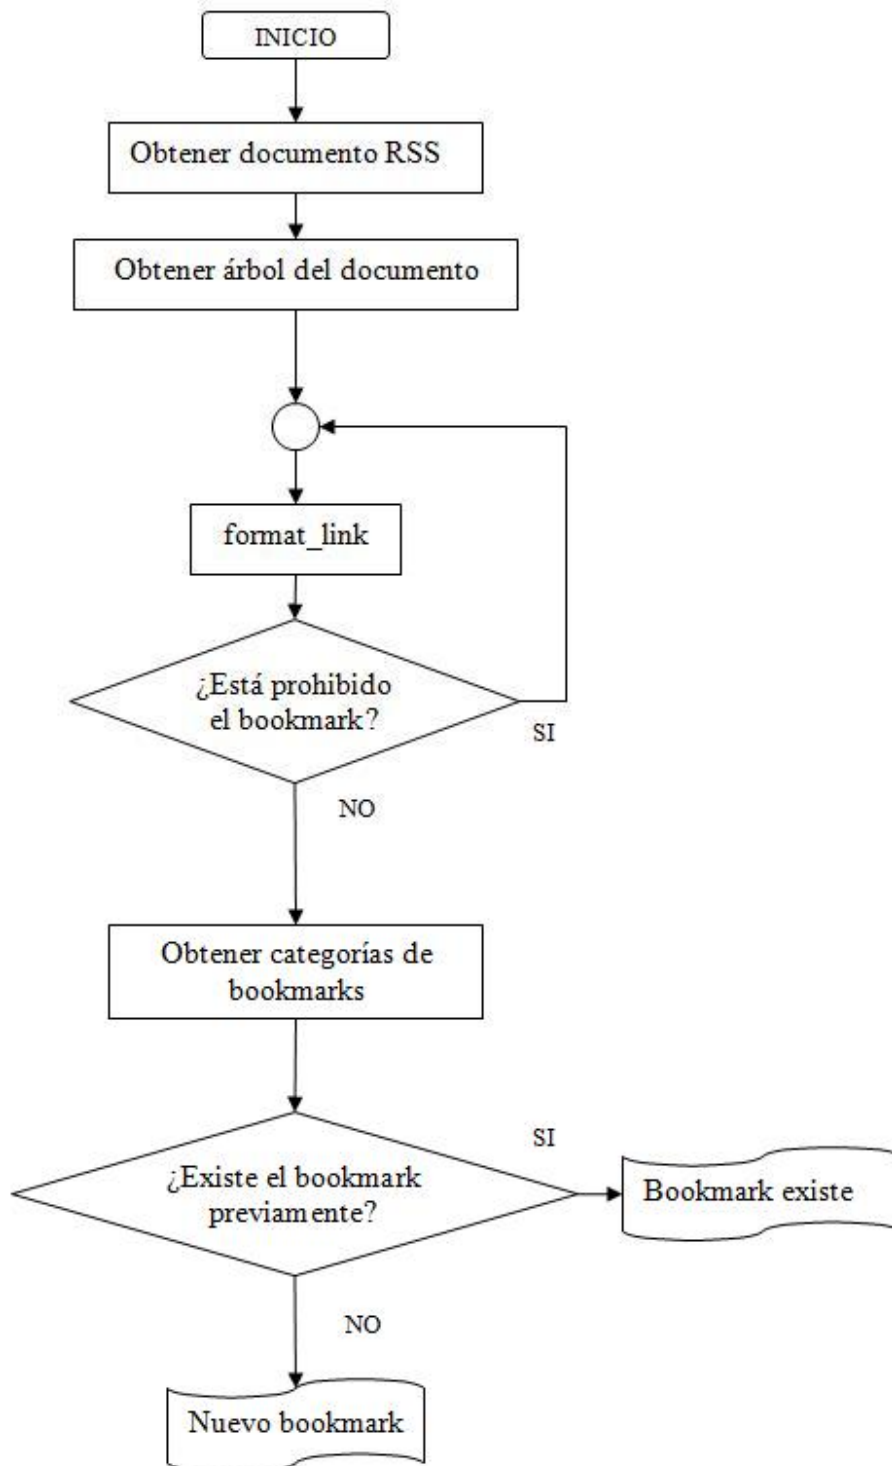 INICIO
Obtener documento RSS
Obtener árbol del documento
format_link
¿Está prohibido
el bookmark?
SI
NO
Obtener categorías de
bookmarks
SI
¿Existe el bookmark
previamente?
Bookmark existe
NO
Nuevo bookmark